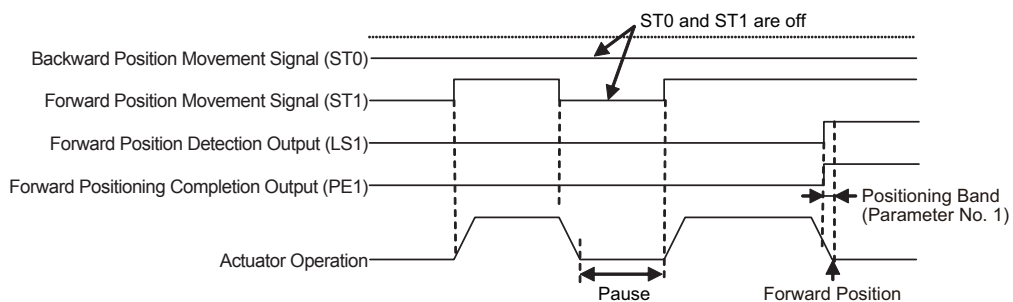 ST0 and ST1 are off
Backward Position Movement Signal (ST0)
Forward Position Movement Signal (ST1)
Forward Position Detection Output (LS1)
Forward Positioning Completion Output (PE1)
Positioning Band
(Parameter No. 1)
Actuator Operation
Pause
Forward Position